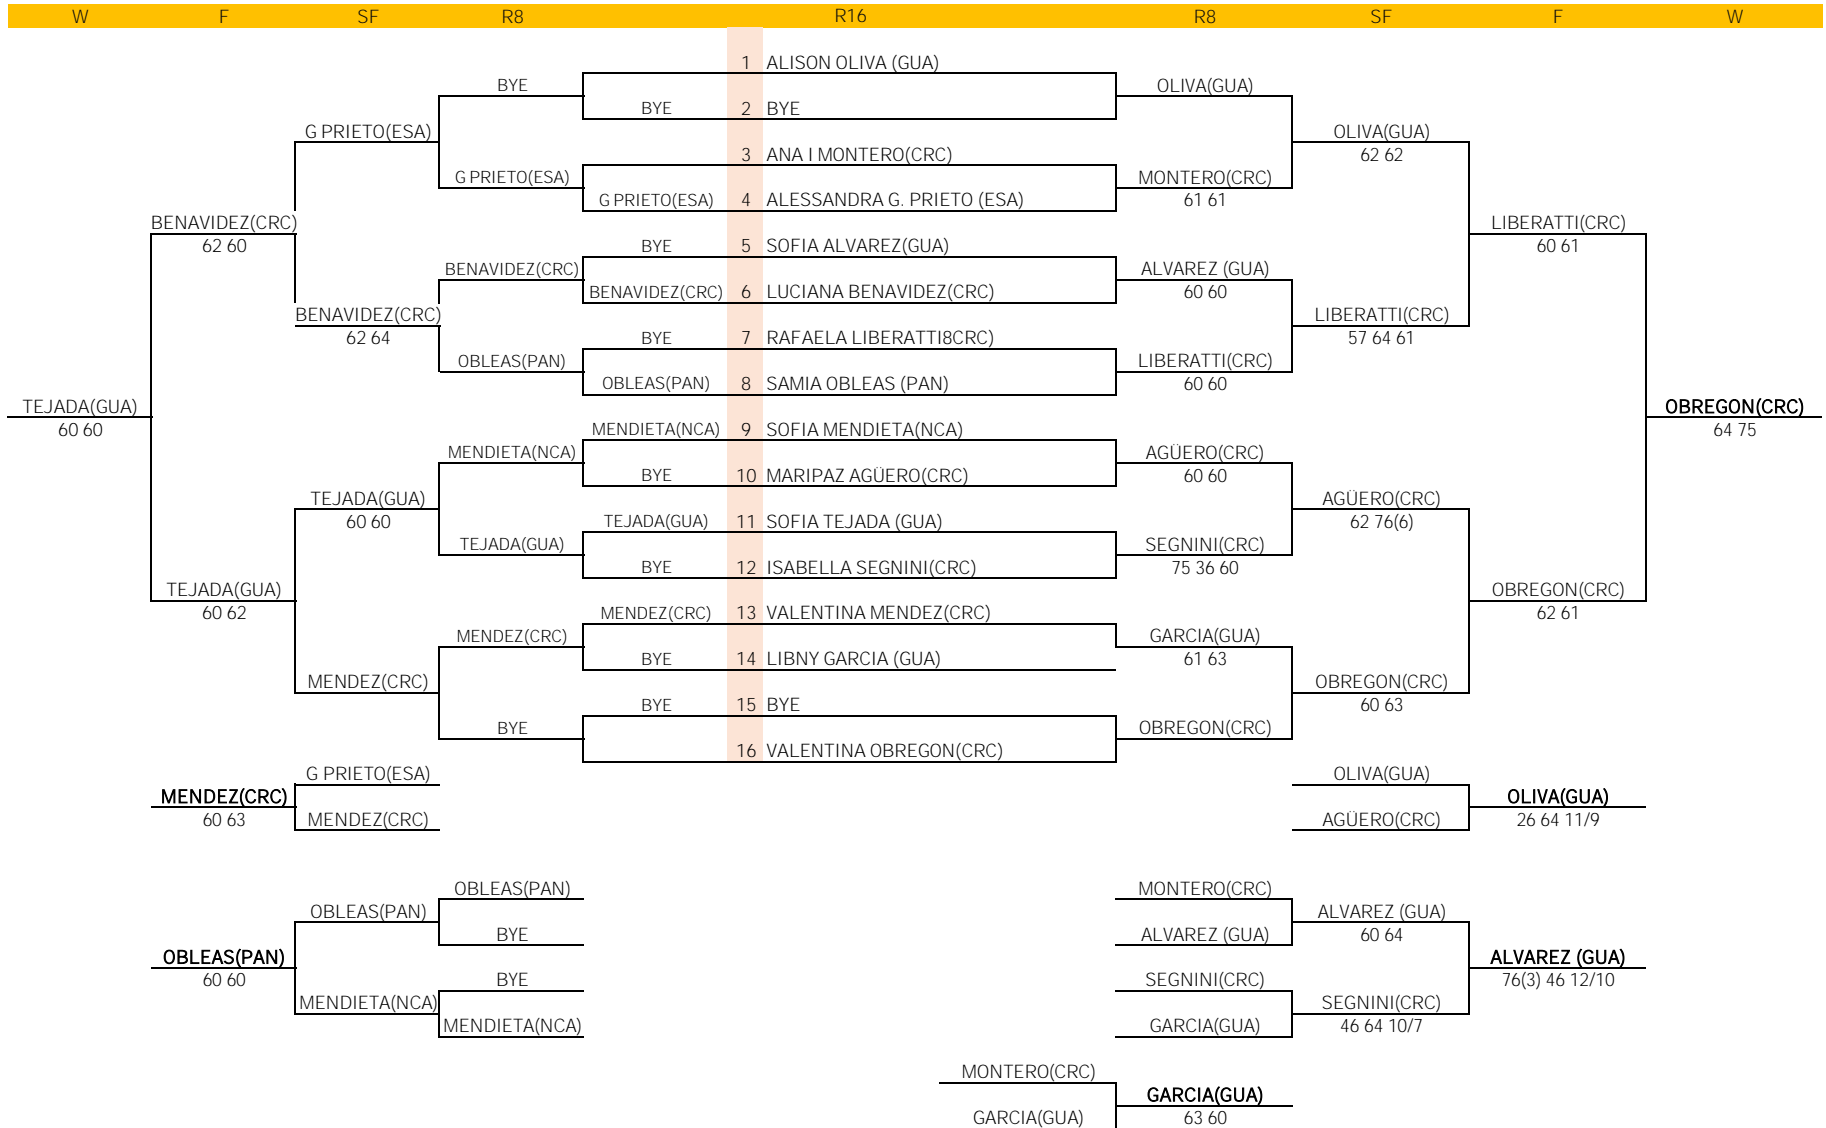 W F SF R8 R16 R8 SF F W
1 ALISON OLIVA (GUA)
BYE OLIVA(GUA)
BYE 2 BYE
G PRIETO(ESA) OLIVA(GUA)
3 ANA I MONTERO(CRC) 62 62
G PRIETO(ESA) MONTERO(CRC)
G PRIETO(ESA) 4 ALESSANDRA G. PRIETO (ESA) 61 61
BENAVIDEZ(CRC) LIBERATTI(CRC)
62 60 BYE 5 SOFIA ALVAREZ(GUA) 60 61
BENAVIDEZ(CRC) ALVAREZ (GUA)
BENAVIDEZ(CRC) 6 LUCIANA BENAVIDEZ(CRC) 60 60
BENAVIDEZ(CRC) LIBERATTI(CRC)
62 64 BYE 7 RAFAELA LIBERATTI8CRC) 57 64 61
OBLEAS(PAN) LIBERATTI(CRC)
OBLEAS(PAN) 8 SAMIA OBLEAS (PAN) 60 60
TEJADA(GUA) OBREGON(CRC)
60 60 MENDIETA(NCA) 9 SOFIA MENDIETA(NCA) 64 75
MENDIETA(NCA) AGÜERO(CRC)
BYE 10 MARIPAZ AGÜERO(CRC) 60 60
TEJADA(GUA) AGÜERO(CRC)
60 60 TEJADA(GUA) 11 SOFIA TEJADA (GUA) 62 76(6)
TEJADA(GUA) SEGNINI(CRC)
BYE 12 ISABELLA SEGNINI(CRC) 75 36 60
TEJADA(GUA) OBREGON(CRC)
60 62 MENDEZ(CRC) 13 VALENTINA MENDEZ(CRC) 62 61
MENDEZ(CRC) GARCIA(GUA)
BYE 14 LIBNY GARCIA (GUA) 61 63
MENDEZ(CRC) OBREGON(CRC)
BYE 15 BYE 60 63
BYE OBREGON(CRC)
16 VALENTINA OBREGON(CRC)
G PRIETO(ESA) OLIVA(GUA)
MENDEZ(CRC) OLIVA(GUA)
60 63 MENDEZ(CRC) AGÜERO(CRC) 26 64 11/9
OBLEAS(PAN) MONTERO(CRC)
OBLEAS(PAN) ALVAREZ (GUA)
BYE ALVAREZ (GUA) 60 64
OBLEAS(PAN) ALVAREZ (GUA)
60 60 BYE SEGNINI(CRC) 76(3) 46 12/10
MENDIETA(NCA) SEGNINI(CRC)
MENDIETA(NCA) GARCIA(GUA) 46 64 10/7
MONTERO(CRC)
GARCIA(GUA)
GARCIA(GUA) 63 60